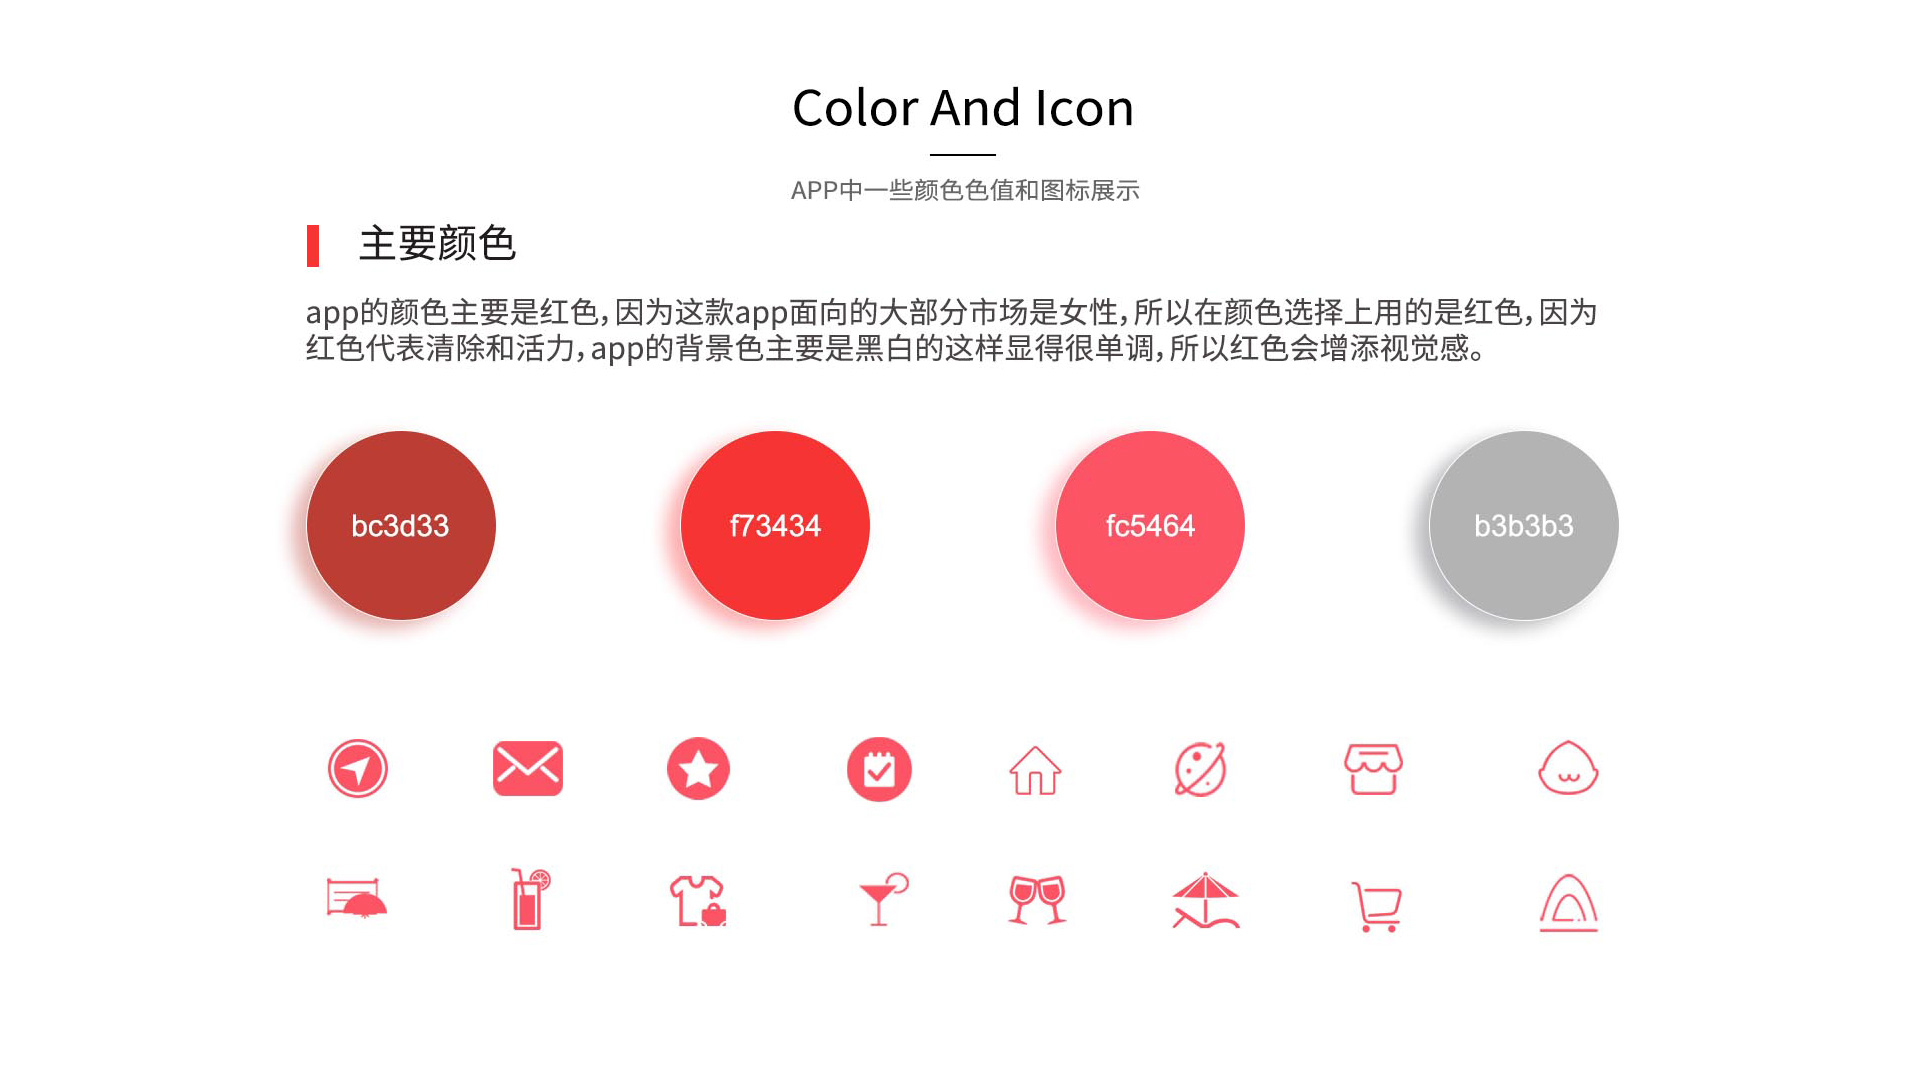 Color And Icon
APP中一些颜色色值和图标展示
主要颜色
app的颜色主要是红色，因为这款app面向的大部分市场是女性，所以在颜色选择上用的是红色，因为
红色代表清除和活力，app的背景色主要是黑白的这样显得很单调，所以红色会增添视觉感。
bc3d33
f73434
fc5464
b3b3b3